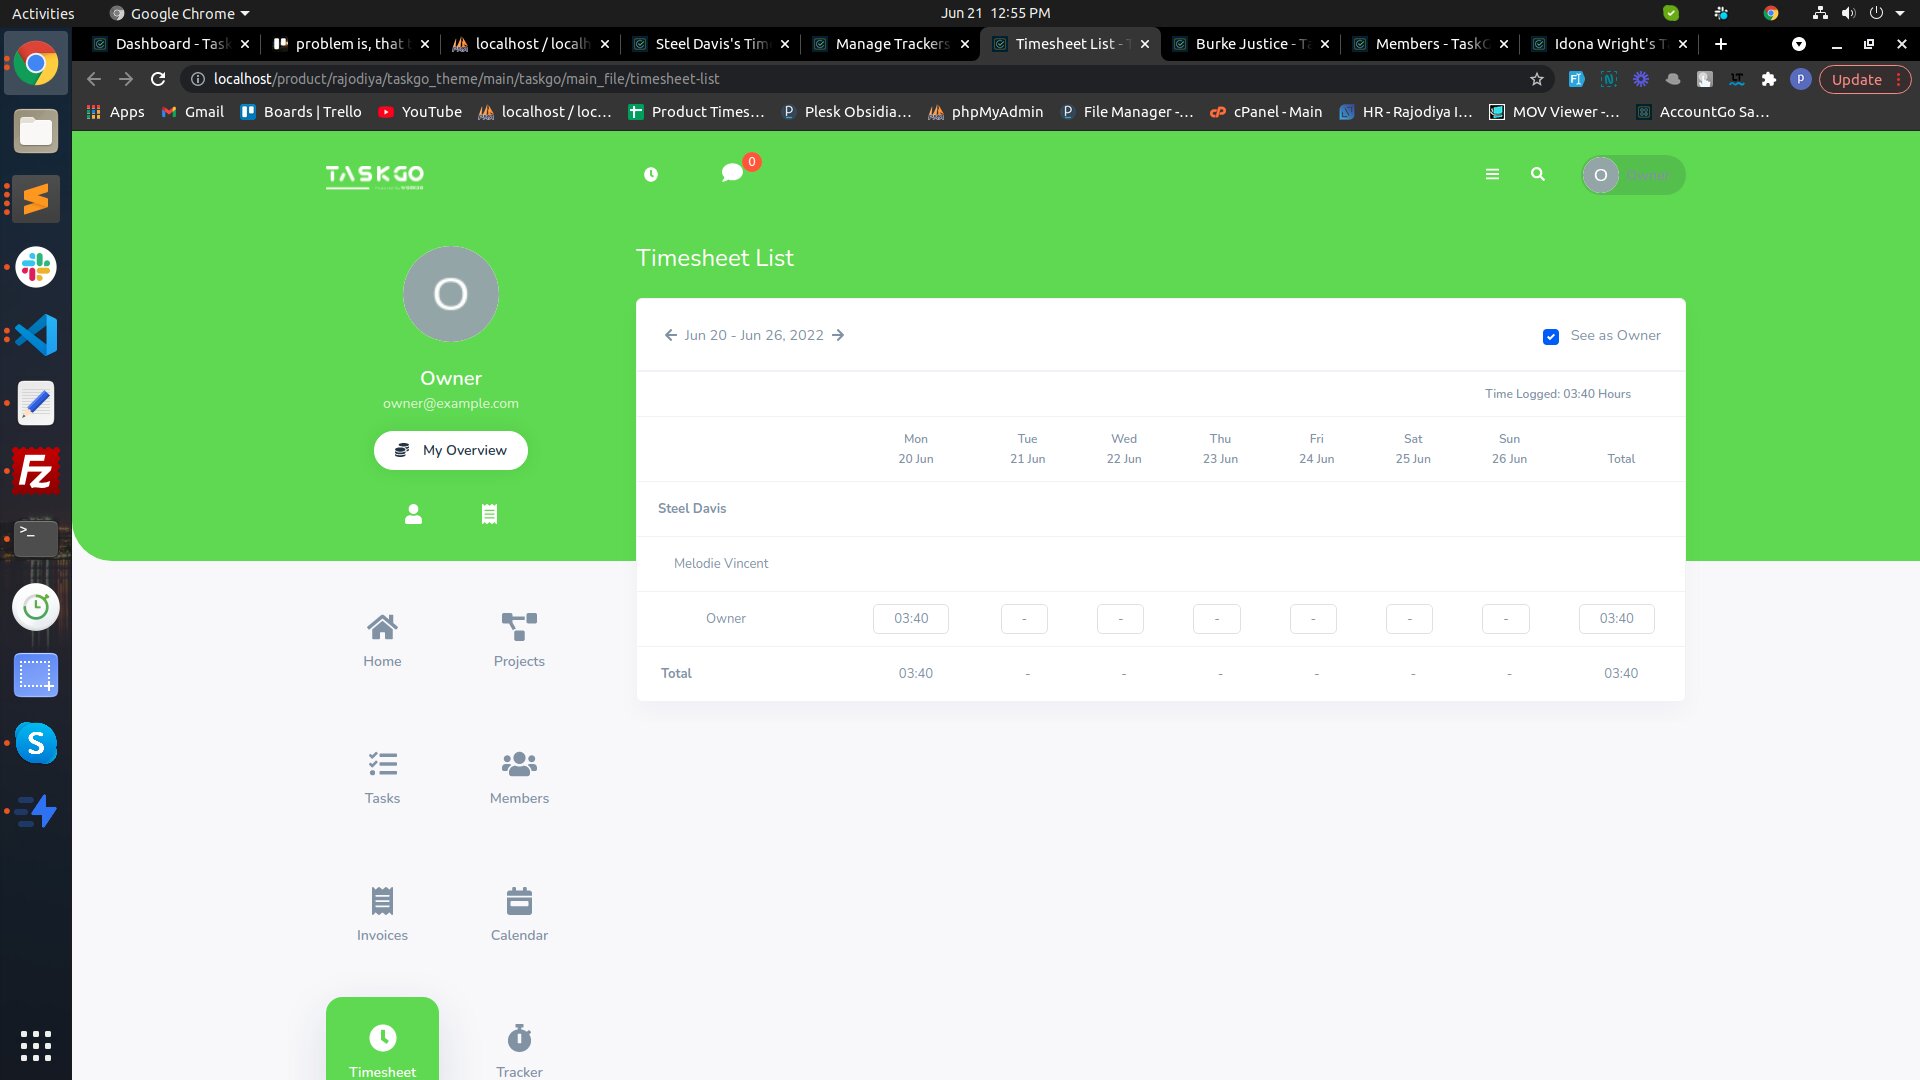 Activities
Google Chrome
Jun 21 12:55 PM
Dashboard - Task
problem is, that t
localhost / localh
Steel Davis's Tim
Manage Trackers
Timesheet List - T
Burke Justice - Ta
Members - TaskG
Idona Wright's T
localhost/product/rajodiya/taskgo_theme/main/taskgo/main_file/timesheet-list
P
Update
Apps
Gmail
Boards | Trello
YouTube
localhost / loc...
Product Times...
Plesk Obsidia...
phpMyAdmin
File Manager -...
cPanel - Main
HR - Rajodiya I...
MOV Viewer -...
AccountGo Sa...
TASKGO
0
O
Owner
O
Owner
owner@example.com
My Overview
Home
Projects
Tasks
Members
Invoices
Calendar
Timesheet
Tracker
Timesheet List
Jun 20 - Jun 26, 2022
See as Owner
Time Logged: 03:40 Hours
Mon Tue Wed Thu Fri Sat Sun
20 Jun 21 Jun 22 Jun 23 Jun 24 Jun 25 Jun 26 Jun Total
Steel Davis
Melodie Vincent
Owner 03:40 - - - - - - 03:40
Total 03:40 - - - - - - 03:40